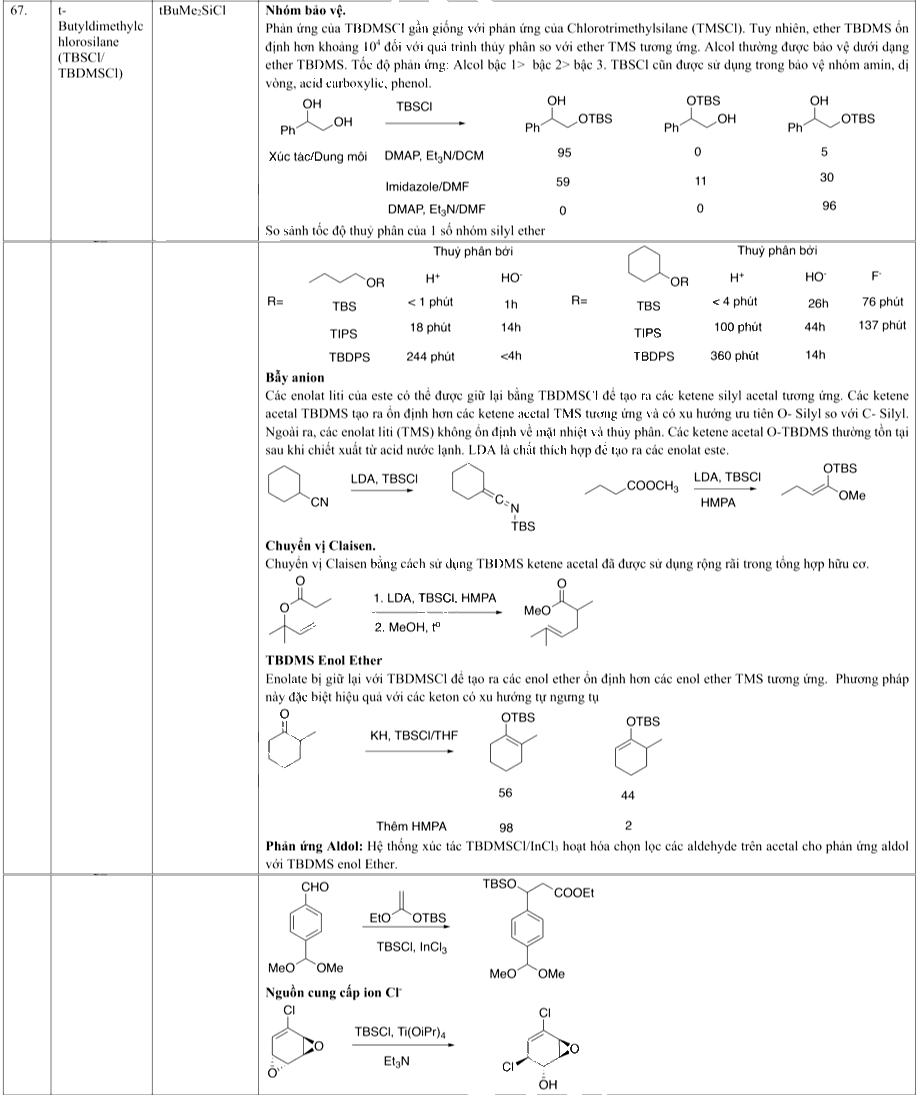 67.
t-
Butyldimethylc
hlorosilane
(TBSCl/
TBDMSCl)
tBuMe₂SiCl
Nhóm bảo vệ.
Phản ứng của TBDMSCl gần giống với phản ứng của Chlorotrimethylsilane (TMSCl). Tuy nhiên, ether TBDMS ổn
định hơn khoảng 10⁴ đối với quá trình thủy phân so với ether TMS tương ứng. Alcol thường được bảo vệ dưới dạng
ether TBDMS. Tốc độ phản ứng: Alcol bậc 1> bậc 2> bậc 3. TBSCl cũn được sử dụng trong bảo vệ nhóm amin, dị
vòng, acid carboxylic, phenol.
OH
Ph
OH
TBSCl
OH
Ph
OTBS
OTBS
Ph
OH
OH
Ph
OTBS
Xúc tác/Dung môi DMAP, Et₃N/DCM 95 0 5
Imidazole/DMF 59 11 30
DMAP, Et₃N/DMF 0 0 96
So sánh tốc độ thuỷ phân của 1 số nhóm silyl ether
Thuỷ phân bởi Thuỷ phân bởi
OR H⁺ HO⁻ OR H⁺ HO⁻ F⁻
R= TBS < 1 phút 1h R= TBS < 4 phút 26h 76 phút
TIPS 18 phút 14h TIPS 100 phút 44h 137 phút
TBDPS 244 phút <4h TBDPS 360 phút 14h
Bẫy anion
Các enolat liti của este có thể được giữ lại bằng TBDMSCl để tạo ra các ketene silyl acetal tương ứng. Các ketene
acetal TBDMS tạo ra ổn định hơn các ketene acetal TMS tương ứng và có xu hướng ưu tiên O- Silyl so với C- Silyl.
Ngoài ra, các enolat liti (TMS) không ổn định về mặt nhiệt và thủy phân. Các ketene acetal O-TBDMS thường tồn tại
sau khi chiết xuất từ acid nước lạnh. LDA là chất thích hợp để tạo ra các enolat este.
CN
LDA, TBSCl
C
N
TBS
COOCH₃
LDA, TBSCl
HMPA
OTBS
OMe
Chuyển vị Claisen.
Chuyển vị Claisen bằng cách sử dụng TBDMS ketene acetal đã được sử dụng rộng rãi trong tổng hợp hữu cơ.
O
O
1. LDA, TBSCl, HMPA
2. MeOH, tº
O
MeO
TBDMS Enol Ether
Enolate bị giữ lại với TBDMSCl để tạo ra các enol ether ổn định hơn các enol ether TMS tương ứng. Phương pháp
này đặc biệt hiệu quả với các keton có xu hướng tự ngưng tụ
O
KH, TBSCl/THF
OTBS
OTBS
56 44
Thêm HMPA 98 2
Phản ứng Aldol: Hệ thống xúc tác TBDMSCl/InCl₃ hoạt hóa chọn lọc các aldehyde trên acetal cho phản ứng aldol
với TBDMS enol Ether.
CHO
MeO OMe
EtO OTBS
TBSCl, InCl₃
TBSO
COOEt
MeO OMe
Nguồn cung cấp ion Cl⁻
Cl
O
O
TBSCl, Ti(OiPr)₄
Et₃N
Cl
O
Cl
OH